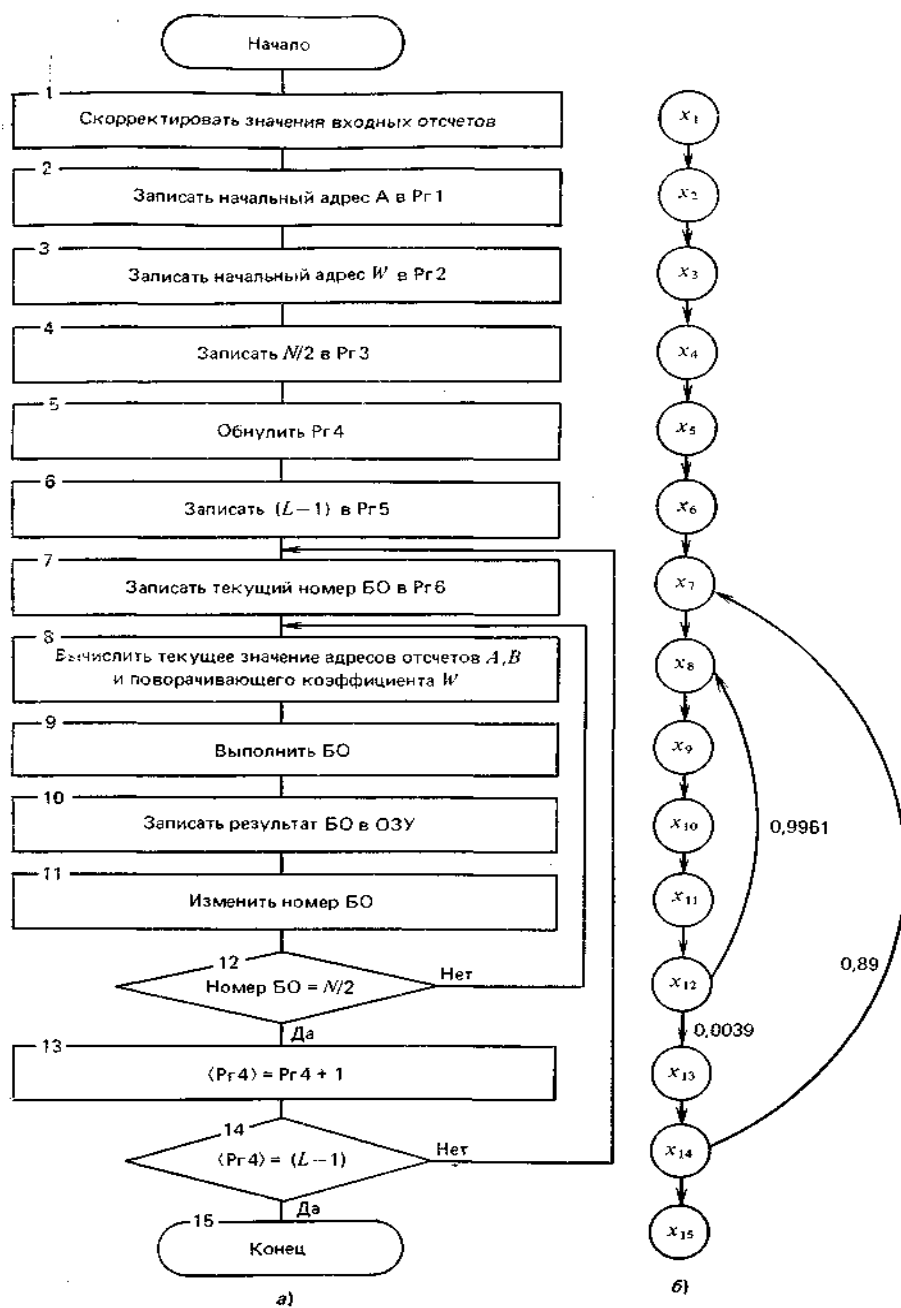 Начало
1
Скорректировать значения входных отсчетов
2
Записать начальный адрес A в Рг1
3
Записать начальный адрес W в Рг2
4
Записать N/2 в Рг3
5
Обнулить Рг4
6
Записать (L−1) в Рг5
7
Записать текущий номер БО в Рг6
8
Вычислить текущее значение адресов отсчетов A,B
и поворачивающего коэффициента W
9
Выполнить БО
10
Записать результат БО в ОЗУ
11
Изменить номер БО
12
Номер БО = N/2
Нет
Да
13
⟨Рг4⟩ = Рг4 + 1
14
⟨Рг4⟩ = (L−1)
Нет
Да
15
Конец
а)
x₁
x₂
x₃
x₄
x₅
x₆
x₇
x₈
x₉
x₁₀
x₁₁
x₁₂
x₁₃
x₁₄
x₁₅
0,9961
0,89
0,0039
б)